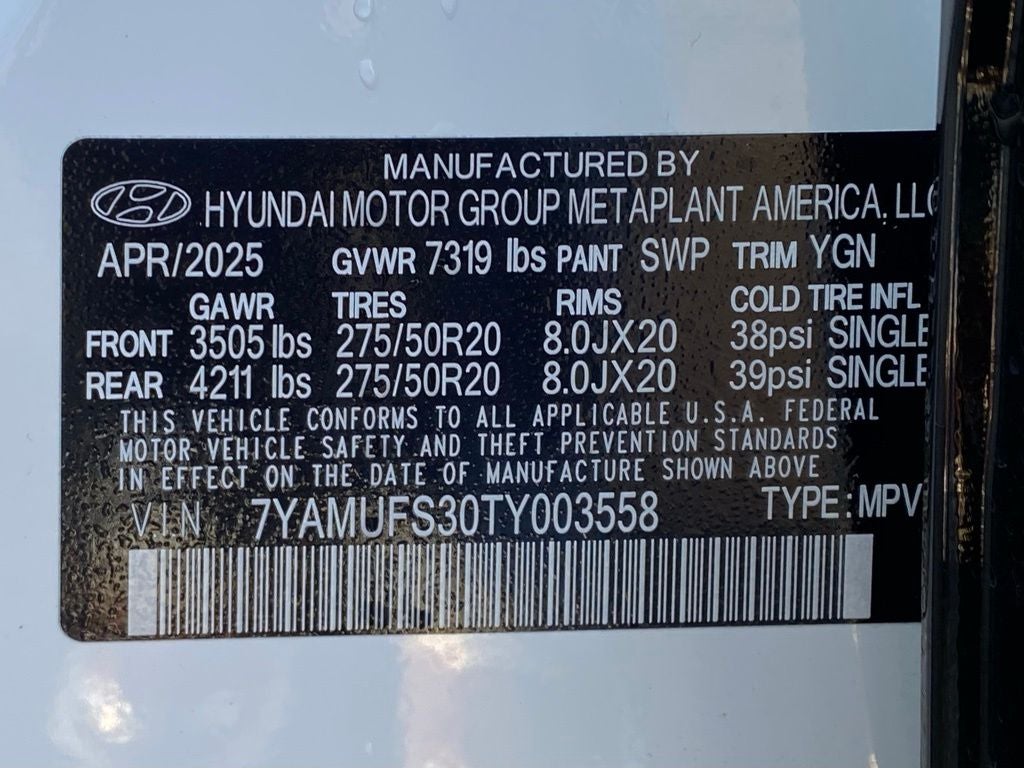 MANUFACTURED BY
HYUNDAI MOTOR GROUP METAPLANT AMERICA, LLC
APR/2025 GVWR 7319 lbs PAINT SWP TRIM YGN
GAWR TIRES RIMS COLD TIRE INFL
FRONT 3505 lbs 275/50R20 8.0JX20 38psi SINGLE
REAR 4211 lbs 275/50R20 8.0JX20 39psi SINGLE
THIS VEHICLE CONFORMS TO ALL APPLICABLE U.S.A. FEDERAL
MOTOR VEHICLE SAFETY AND THEFT PREVENTION STANDARDS
IN EFFECT ON THE DATE OF MANUFACTURE SHOWN ABOVE
VIN 7YAMUFS30TY003558 TYPE: MPV